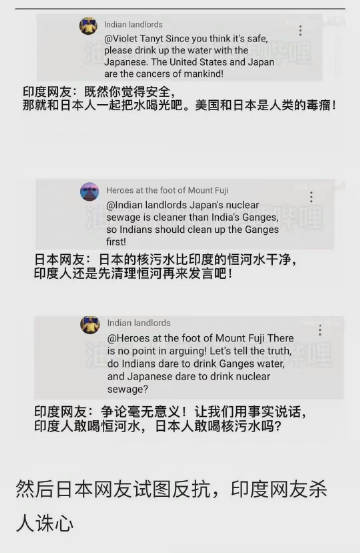 Indian landlords
@Violet Tanyt Since you think it's safe,
please drink up the water with the
Japanese. The United States and Japan
are the cancers of mankind!
印度网友：既然你觉得安全，
那就和日本人一起把水喝光吧。美国和日本是人类的毒瘤！
Heroes at the foot of Mount Fuji
@Indian landlords Japan's nuclear
sewage is cleaner than India's Ganges,
so Indians should clean up the Ganges
first!
日本网友：日本的核污水比印度的恒河水干净，
印度人还是先清理恒河再来发言吧！
Indian landlords
@Heroes at the foot of Mount Fuji There
is no point in arguing! Let's tell the truth,
do Indians dare to drink Ganges water,
and Japanese dare to drink nuclear
sewage?
印度网友：争论毫无意义！让我们用事实说话，
印度人敢喝恒河水，日本人敢喝核污水吗？
然后日本网友试图反抗，印度网友杀
人诛心